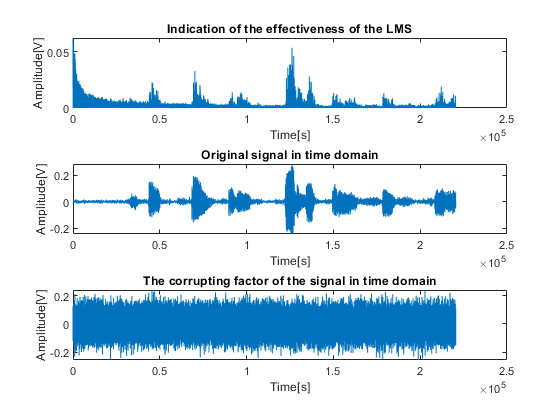 Indication of the effectiveness of the LMS
Amplitude[V]
0.05
0
0 0.5 1 1.5 2 2.5
Time[s]
×10^5
Original signal in time domain
Amplitude[V]
0.2
0
-0.2
0 0.5 1 1.5 2 2.5
Time[s]
×10^5
The corrupting factor of the signal in time domain
Amplitude[V]
0.2
0
-0.2
0 0.5 1 1.5 2 2.5
Time[s]
×10^5